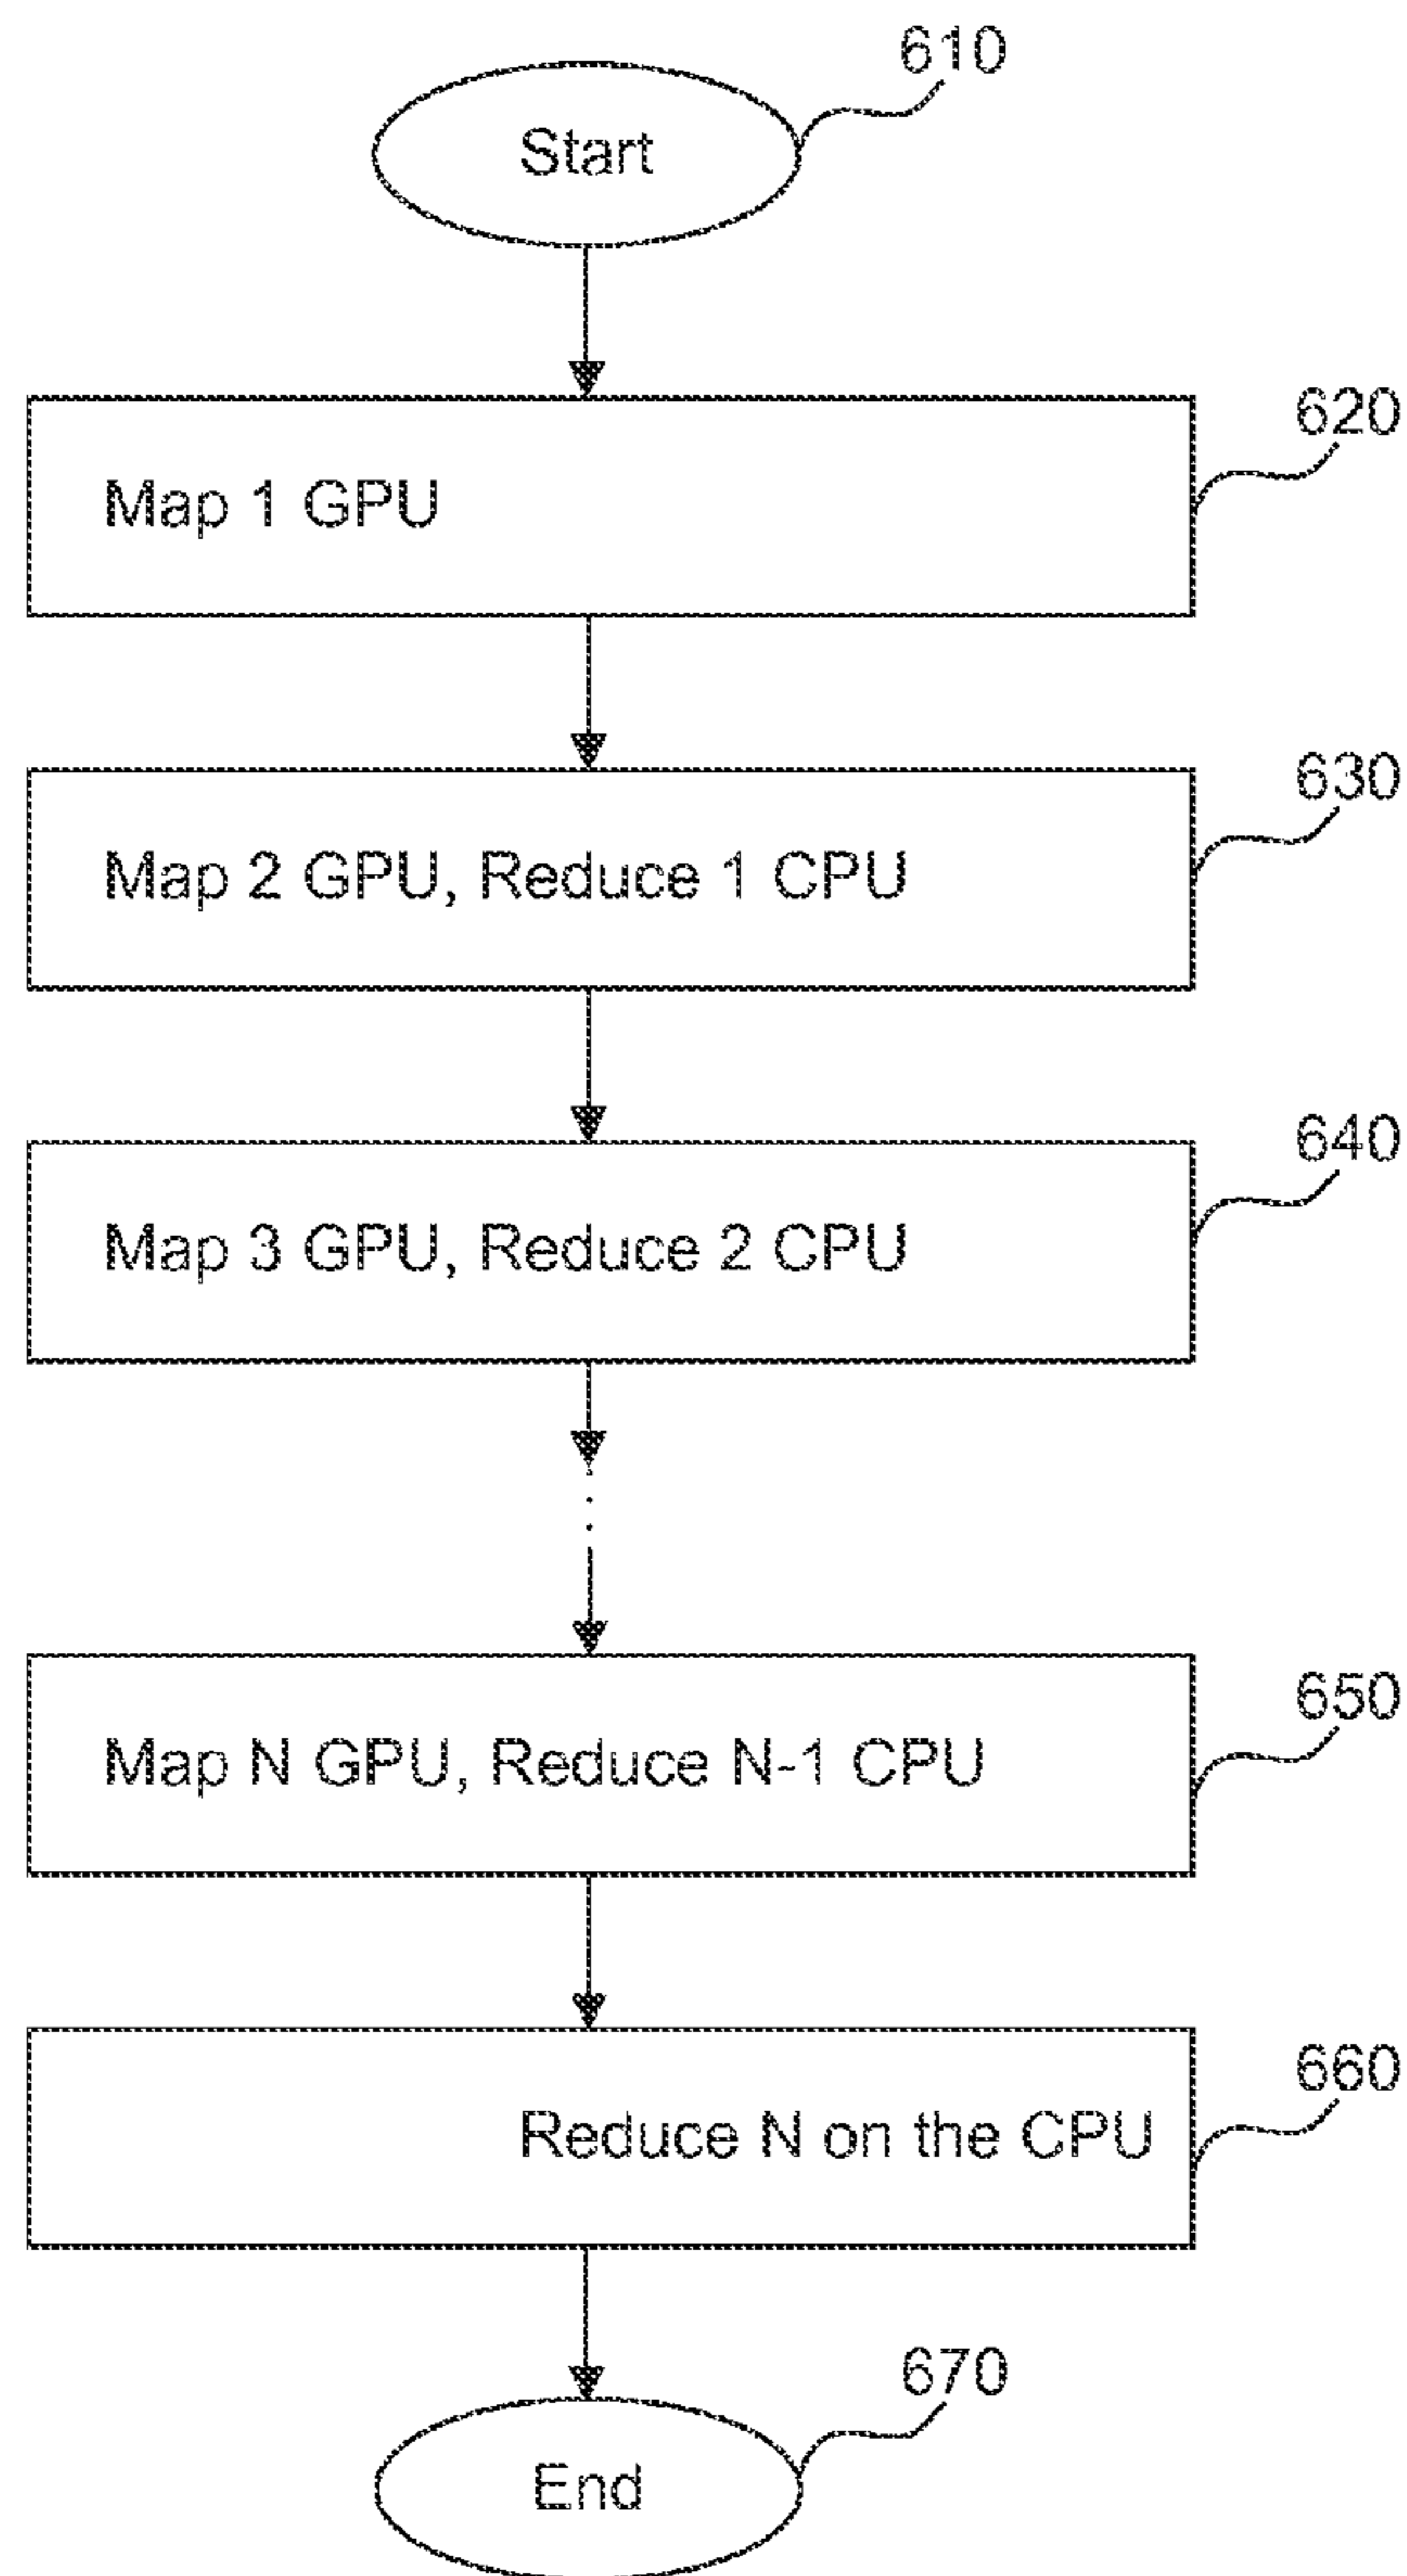 610
Start
620
Map 1 GPU
630
Map 2 GPU, Reduce 1 CPU
640
Map 3 GPU, Reduce 2 CPU
650
Map N GPU, Reduce N-1 CPU
660
Reduce N on the CPU
670
End